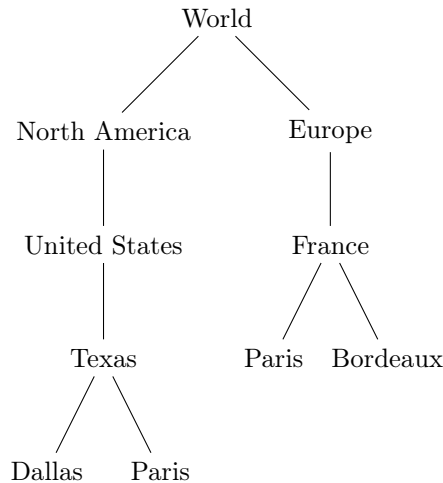 World
North America Europe
United States France
Texas Paris Bordeaux
Dallas Paris